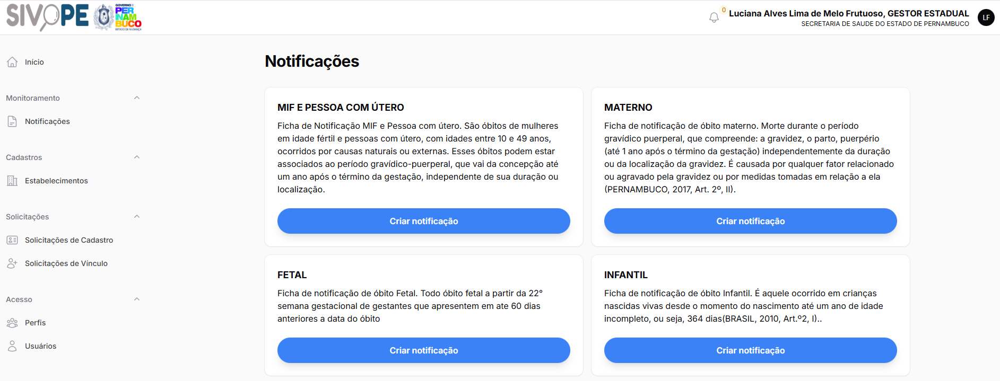 SIVOPE
GOVERNO DE
PER
NAM
BUCO
ESTADO DE MUDANÇA
0
Luciana Alves Lima de Melo Frutuoso, GESTOR ESTADUAL
SECRETARIA DE SAUDE DO ESTADO DE PERNAMBUCO
LF
Início
Monitoramento
Notificações
Cadastros
Estabelecimentos
Solicitações
Solicitações de Cadastro
Solicitações de Vínculo
Acesso
Perfis
Usuários
Notificações
MIF E PESSOA COM ÚTERO
Ficha de Notificação MIF e Pessoa com útero. São óbitos de mulheres
em idade fértil e pessoas com útero, com idades entre 10 e 49 anos,
ocorridos por causas naturais ou externas. Esses óbitos podem estar
associados ao período gravídico-puerperal, que vai da concepção até
um ano após o término da gestação, independente de sua duração ou
localização.
Criar notificação
MATERNO
Ficha de notificação de óbito materno. Morte durante o período
gravídico puerperal, que compreende: a gravidez, o parto, puerpério
(até 1 ano após o término da gestação) independentemente da duração
ou da localização da gravidez. É causada por qualquer fator relacionado
ou agravado pela gravidez ou por medidas tomadas em relação a ela
(PERNAMBUCO, 2017, Art. 2º, II).
Criar notificação
FETAL
Ficha de notificação de óbito Fetal. Todo óbito fetal a partir da 22°
semana gestacional de gestantes que apresentem em ate 60 dias
anteriores a data do óbito
Criar notificação
INFANTIL
Ficha de notificação de óbito Infantil. É aquele ocorrido em crianças
nascidas vivas desde o momento do nascimento até um ano de idade
incompleto, ou seja, 364 dias(BRASIL, 2010, Art.º2, I)..
Criar notificação